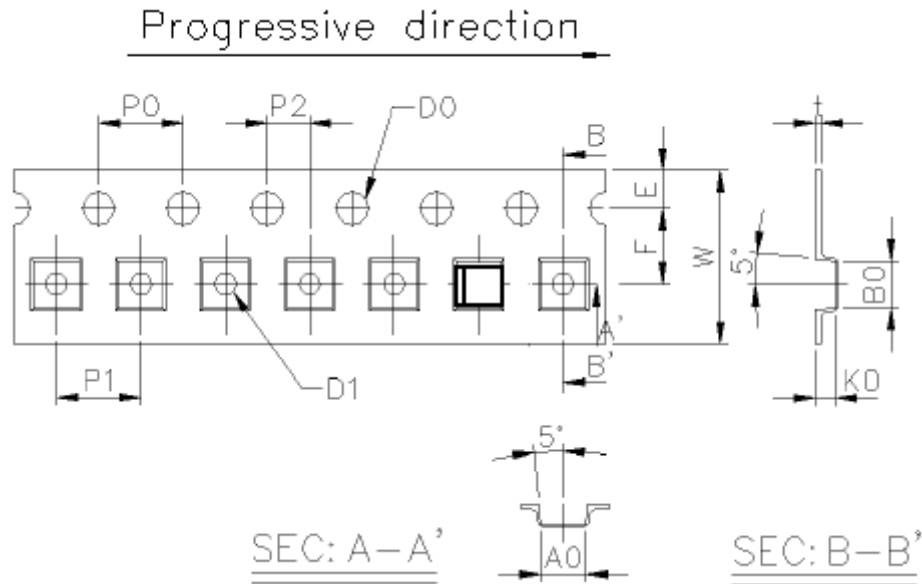 Progressive direction
P0
P2
D0
B
t
E
F
W
5°
B0
A'
P1
D1
B'
K0
5°
SEC: A-A'
A0
SEC: B-B'